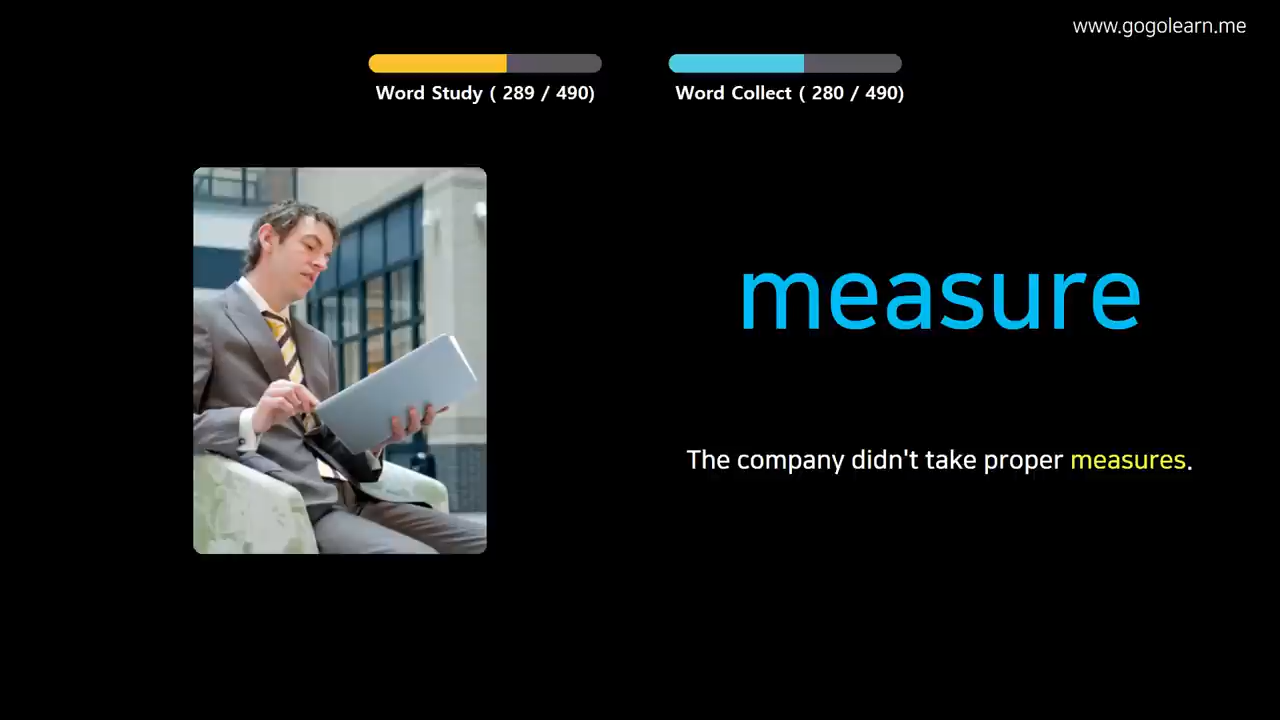 www.gogolearn.me
Word Study ( 289 / 490)
Word Collect ( 280 / 490)
measure
The company didn't take proper measures.